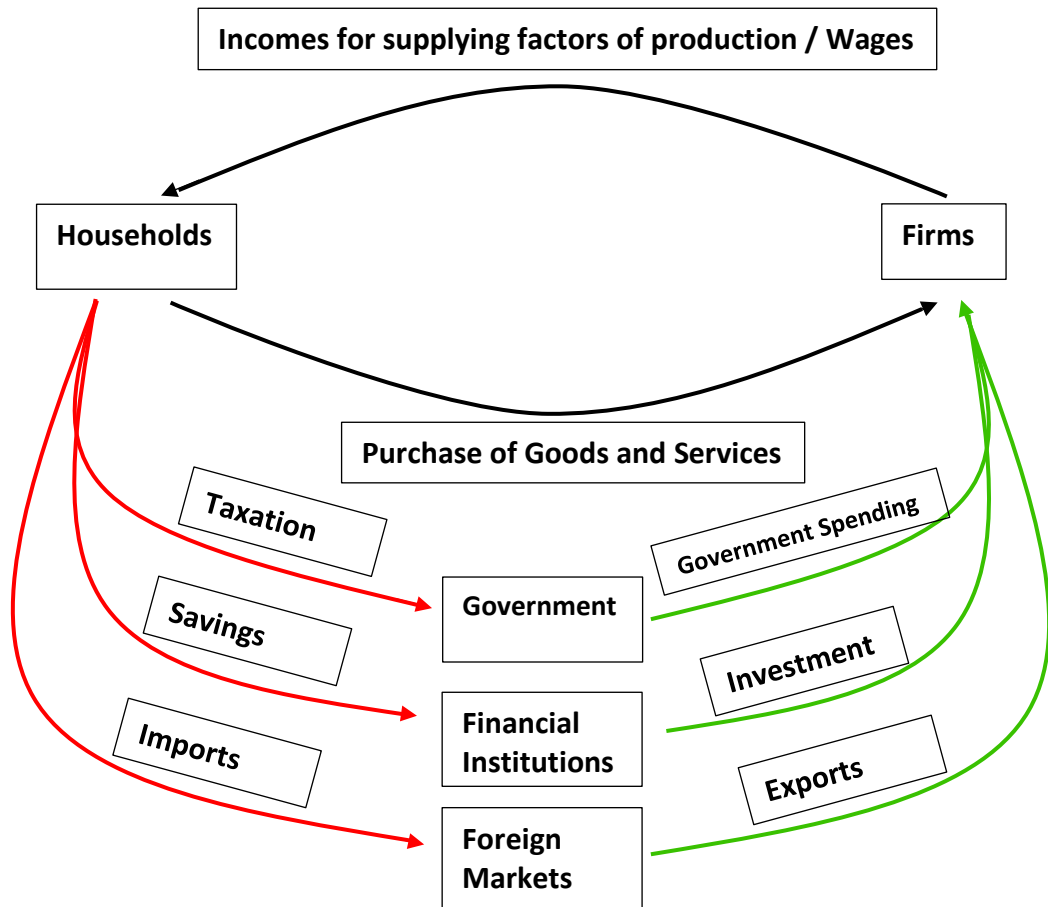 Incomes for supplying factors of production / Wages
Households
Firms
Purchase of Goods and Services
Taxation
Government Spending
Government
Savings
Investment
Financial
Institutions
Imports
Exports
Foreign
Markets